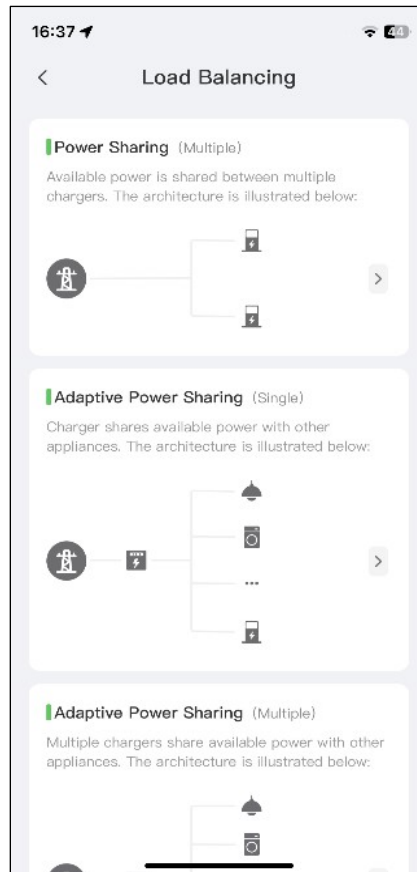 16:37
44
Load Balancing
Power Sharing (Multiple)
Available power is shared between multiple
chargers. The architecture is illustrated below:
Adaptive Power Sharing (Single)
Charger shares available power with other
appliances. The architecture is illustrated below:
...
Adaptive Power Sharing (Multiple)
Multiple chargers share available power with other
appliances. The architecture is illustrated below: